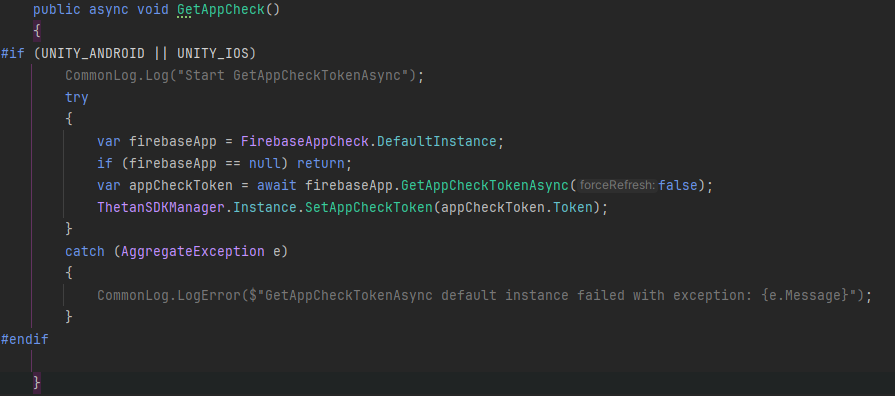 public async void GetAppCheck()
{
#if (UNITY_ANDROID || UNITY_IOS)
CommonLog.Log("Start GetAppCheckTokenAsync");
try
{
var firebaseApp = FirebaseAppCheck.DefaultInstance;
if (firebaseApp == null) return;
var appCheckToken = await firebaseApp.GetAppCheckTokenAsync(forceRefresh: false);
ThetanSDKManager.Instance.SetAppCheckToken(appCheckToken.Token);
}
catch (AggregateException e)
{
CommonLog.LogError($"GetAppCheckTokenAsync default instance failed with exception: {e.Message}");
}
#endif
}